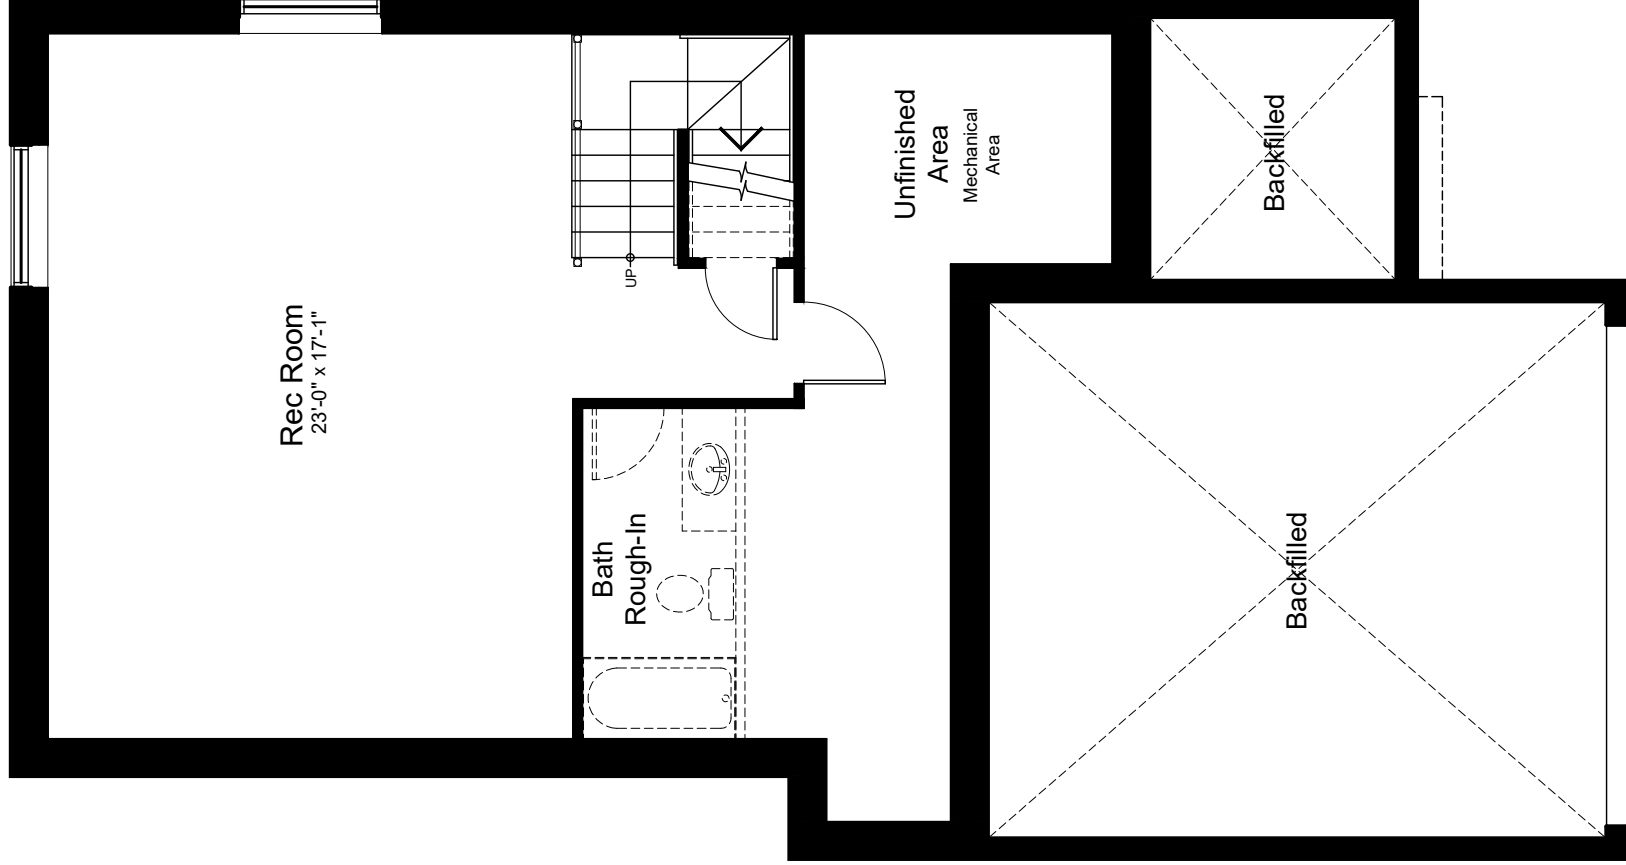 Rec Room
23'-0" x 17'-1"
UP
Unfinished
Area
Mechanical
Area
Backfilled
Bath
Rough-In
Backfilled